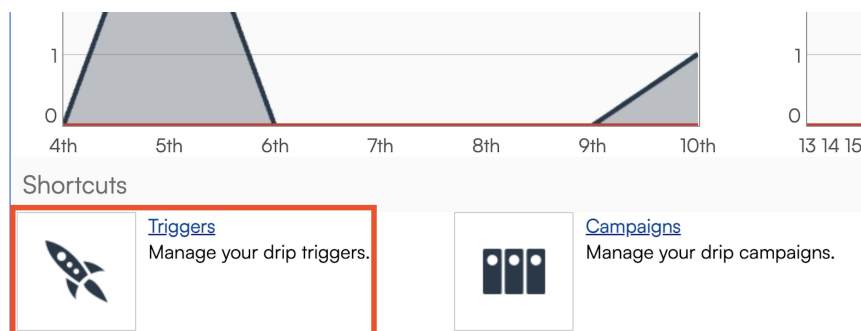 1
1
0
0
4th 5th 6th 7th 8th 9th 10th
13 14 15
Shortcuts
Triggers
Manage your drip triggers.
Campaigns
Manage your drip campaigns.